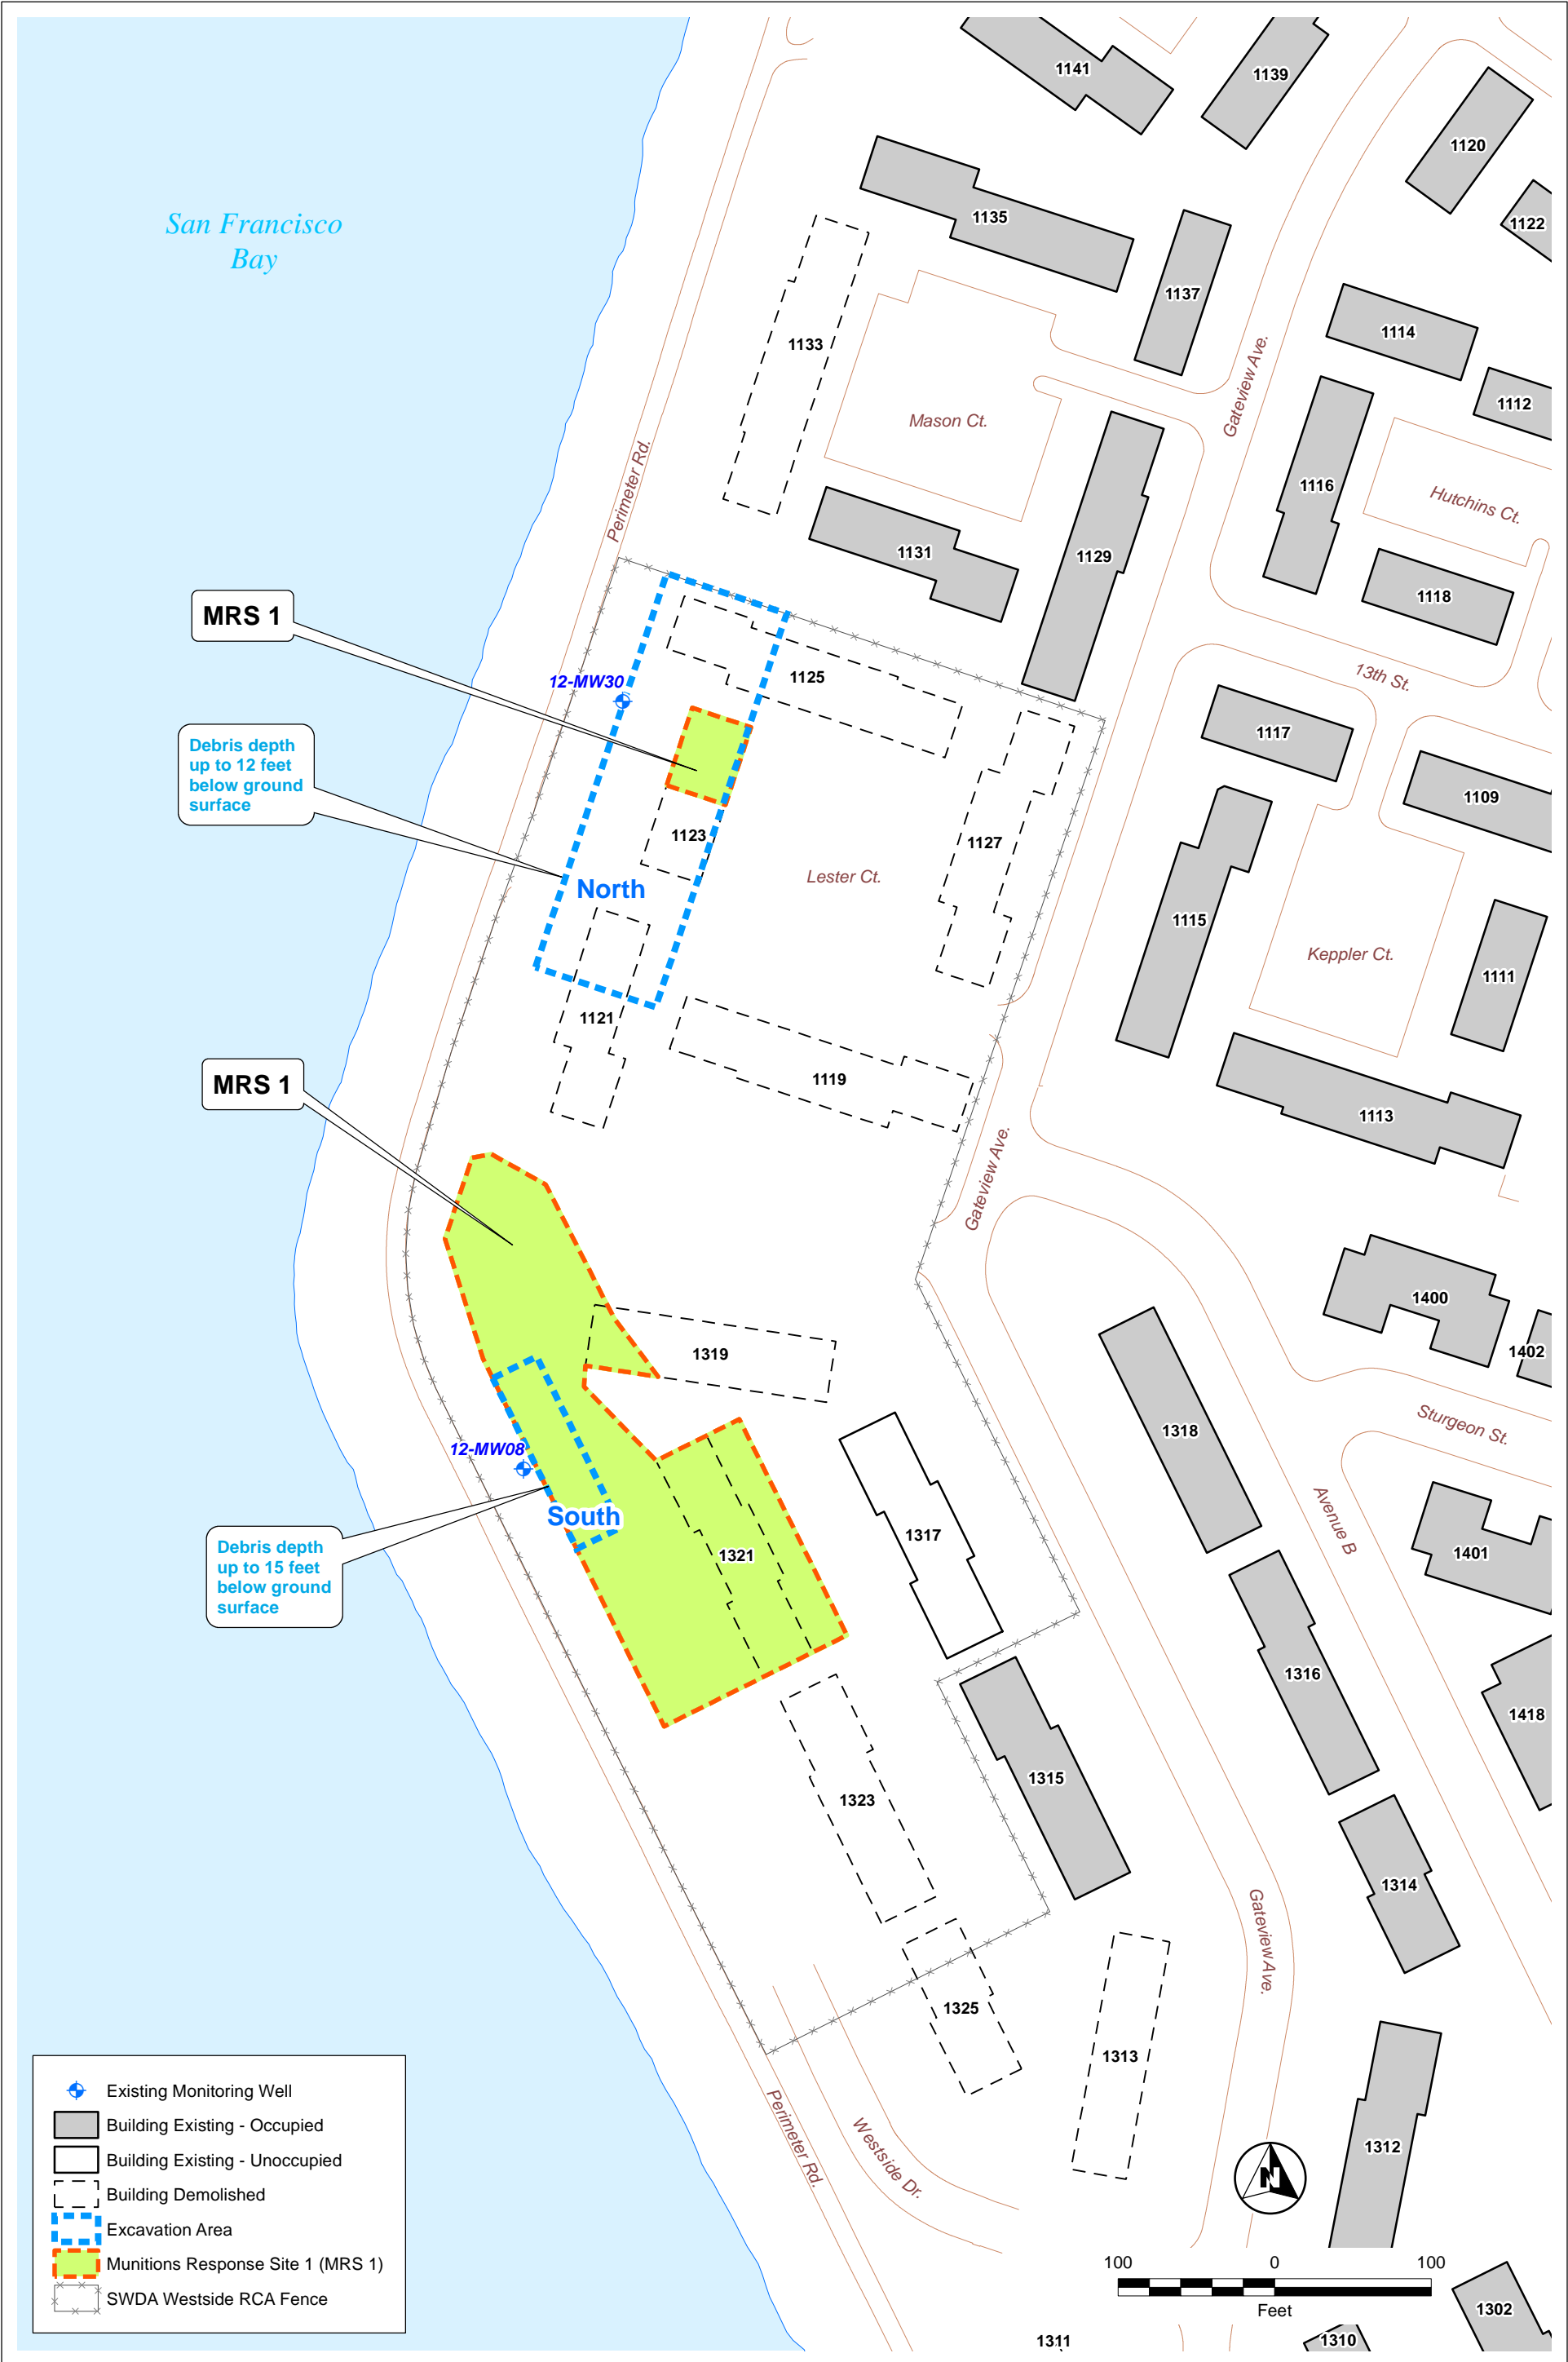 1141
1139
1120
San Francisco
Bay
1135
1122
1137
1114
1133
Gateview Ave.
1112
Mason Ct.
Perimeter Rd.
1116
Hutchins Ct.
1131
1129
1118
MRS 1
13th St.
12-MW30
1125
1117
Debris depth
up to 12 feet
below ground
surface
1109
1123
1127
Lester Ct.
North
1115
Keppler Ct.
1111
1121
1119
MRS 1
1113
Gateview Ave.
1400
1319
1402
Sturgeon St.
1318
12-MW08
Avenue B
South
1317
1401
1321
Debris depth
up to 15 feet
below ground
surface
1316
1418
1315
1323
1314
Gateview Ave.
1325
1313
Existing Monitoring Well
Building Existing - Occupied
Building Existing - Unoccupied
Building Demolished
Excavation Area
Munitions Response Site 1 (MRS 1)
SWDA Westside RCA Fence
Perimeter Rd.
Westside Dr.
1312
N
100 0 100
Feet
1302
1311
1310